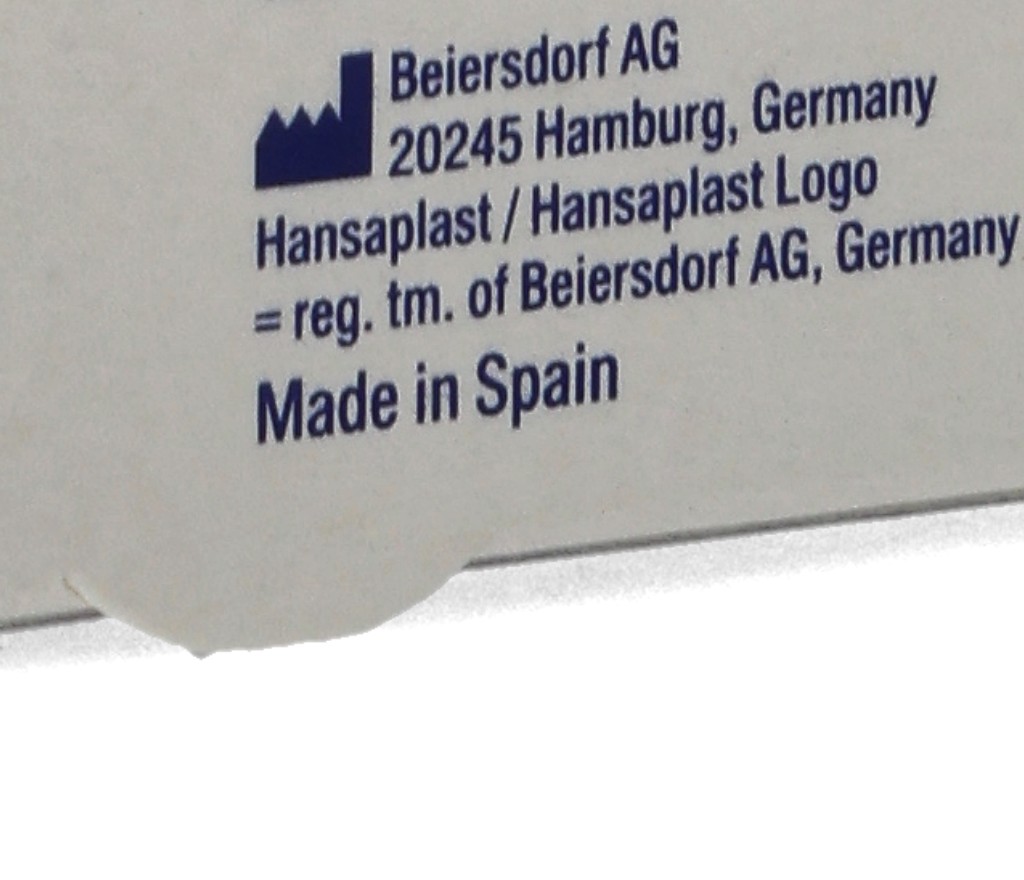 Beiersdorf AG
20245 Hamburg, Germany
Hansaplast / Hansaplast Logo
= reg. tm. of Beiersdorf AG, Germany
Made in Spain